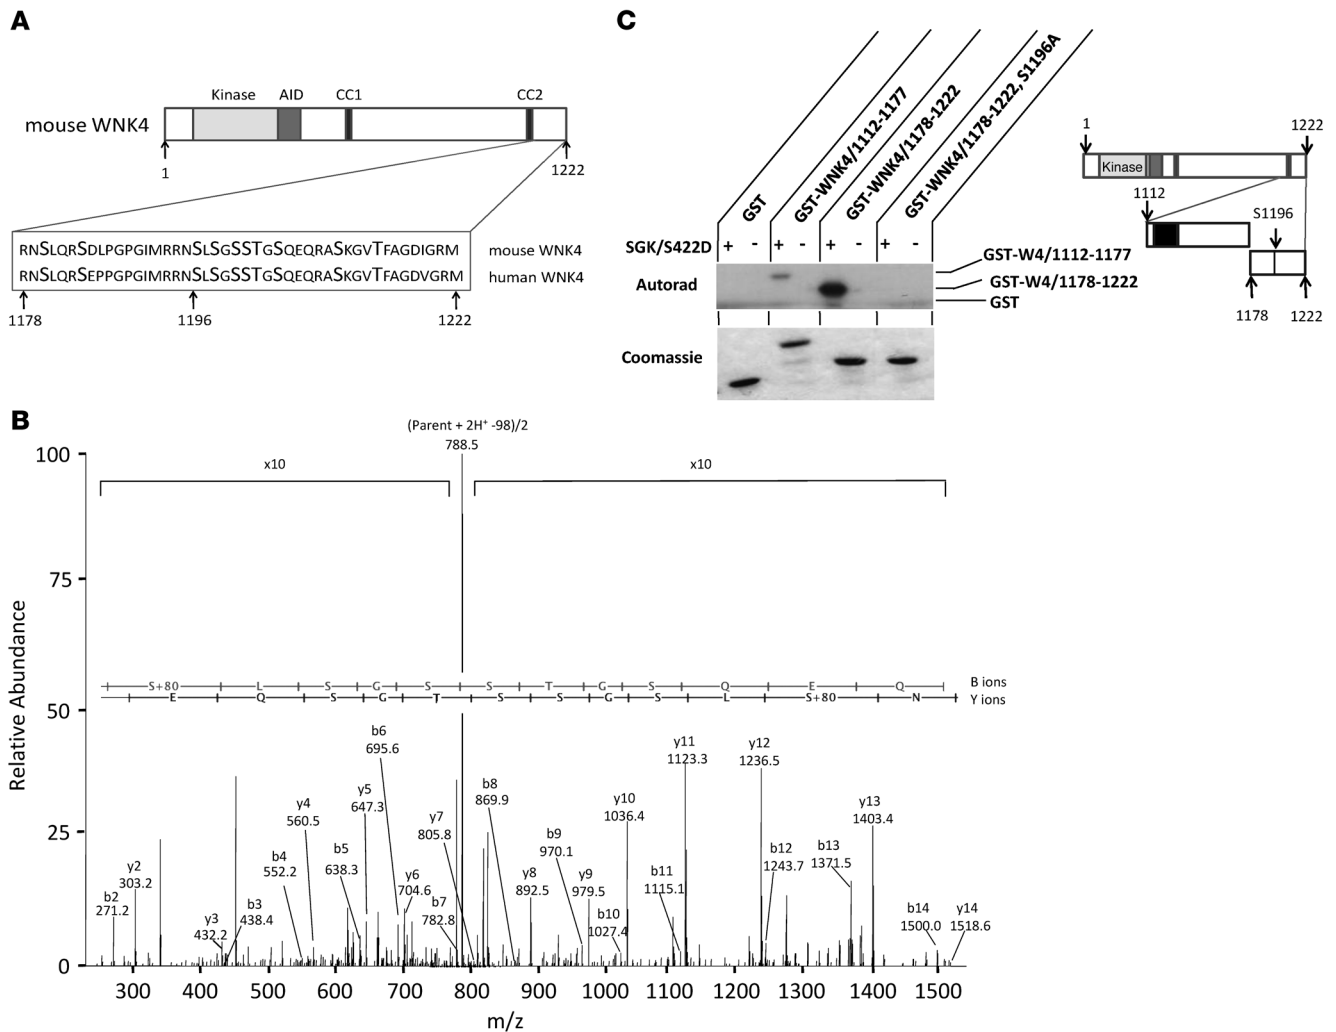 A
Kinase AID CC1 CC2
mouse WNK4
1
1222
RNSLQRSDLPGPGIMRRNSLSGSSTGSQEQRASKGVTFAGDIGRM mouse WNK4
RNSLQRSEPPGPGIMRRNSLSGSSTGSQEQRASKGVTFAGDVGRM human WNK4
1178 1196 1222
C
GST
GST-WNK4/1112-1177
GST-WNK4/1178-1222
GST-WNK4/1178-1222, S1196A
SGK/S422D + - + - + - + -
Autorad
GST-W4/1112-1177
GST-W4/1178-1222
GST
Coomassie
1
1222
Kinase
1112
S1196
1178 1222
B
(Parent + 2H+ -98)/2
788.5
x10 x10
Relative Abundance
100
75
50
25
0
S+80 L S G S S T G S Q E Q B ions
E Q S G T S S G S L S+80 N Y ions
b2
271.2
y2
303.2
y3
432.2
b3
438.4
b4
552.2
y4
560.5
b5
638.3
y5
647.3
b6
695.6
y6
704.6
b7
782.8
y7
805.8
b8
869.9
y8
892.5
b9
970.1
y9
979.5
b10
1027.4
y10
1036.4
b11
1115.1
y11
1123.3
y12
1236.5
b12
1243.7
b13
1371.5
y13
1403.4
b14
1500.0
y14
1518.6
300 400 500 600 700 800 900 1000 1100 1200 1300 1400 1500
m/z